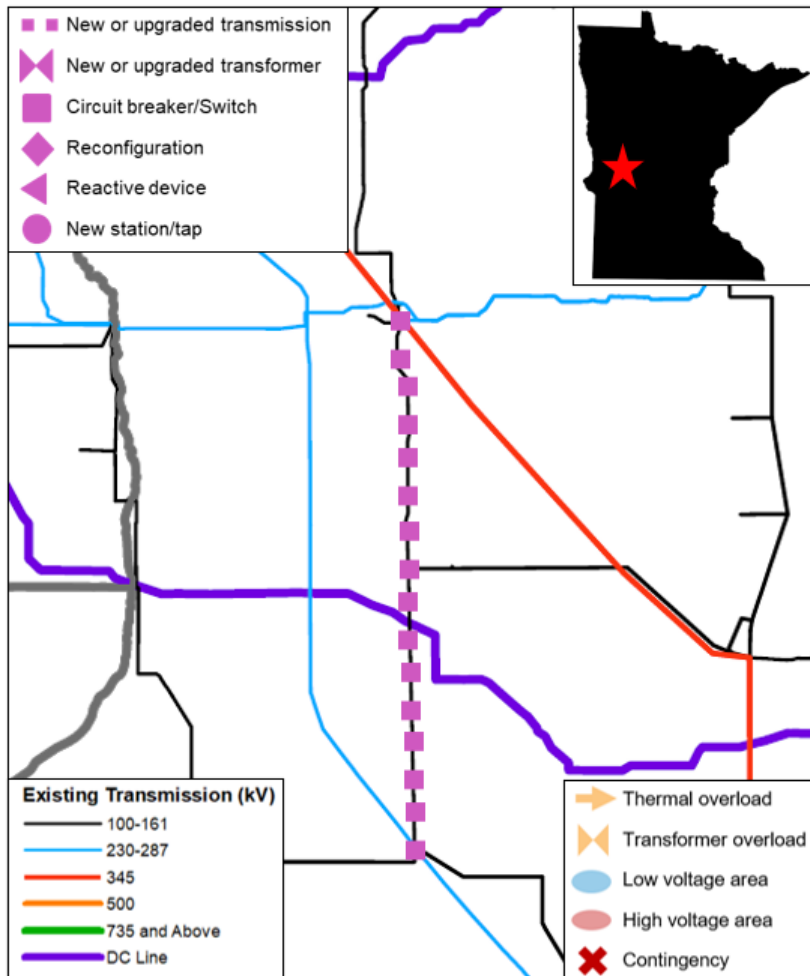 New or upgraded transmission
New or upgraded transformer
Circuit breaker/Switch
Reconfiguration
Reactive device
New station/tap
Existing Transmission (kV)
100-161
230-287
345
500
735 and Above
DC Line
Thermal overload
Transformer overload
Low voltage area
High voltage area
Contingency